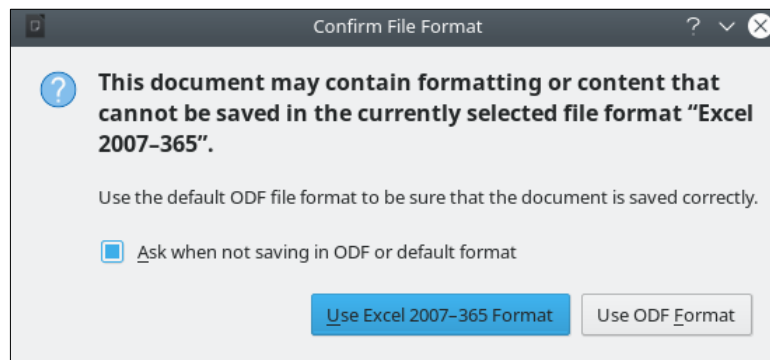 Confirm File Format
This document may contain formatting or content that
cannot be saved in the currently selected file format “Excel
2007–365”.
Use the default ODF file format to be sure that the document is saved correctly.
Ask when not saving in ODF or default format
Use Excel 2007–365 Format
Use ODF Format